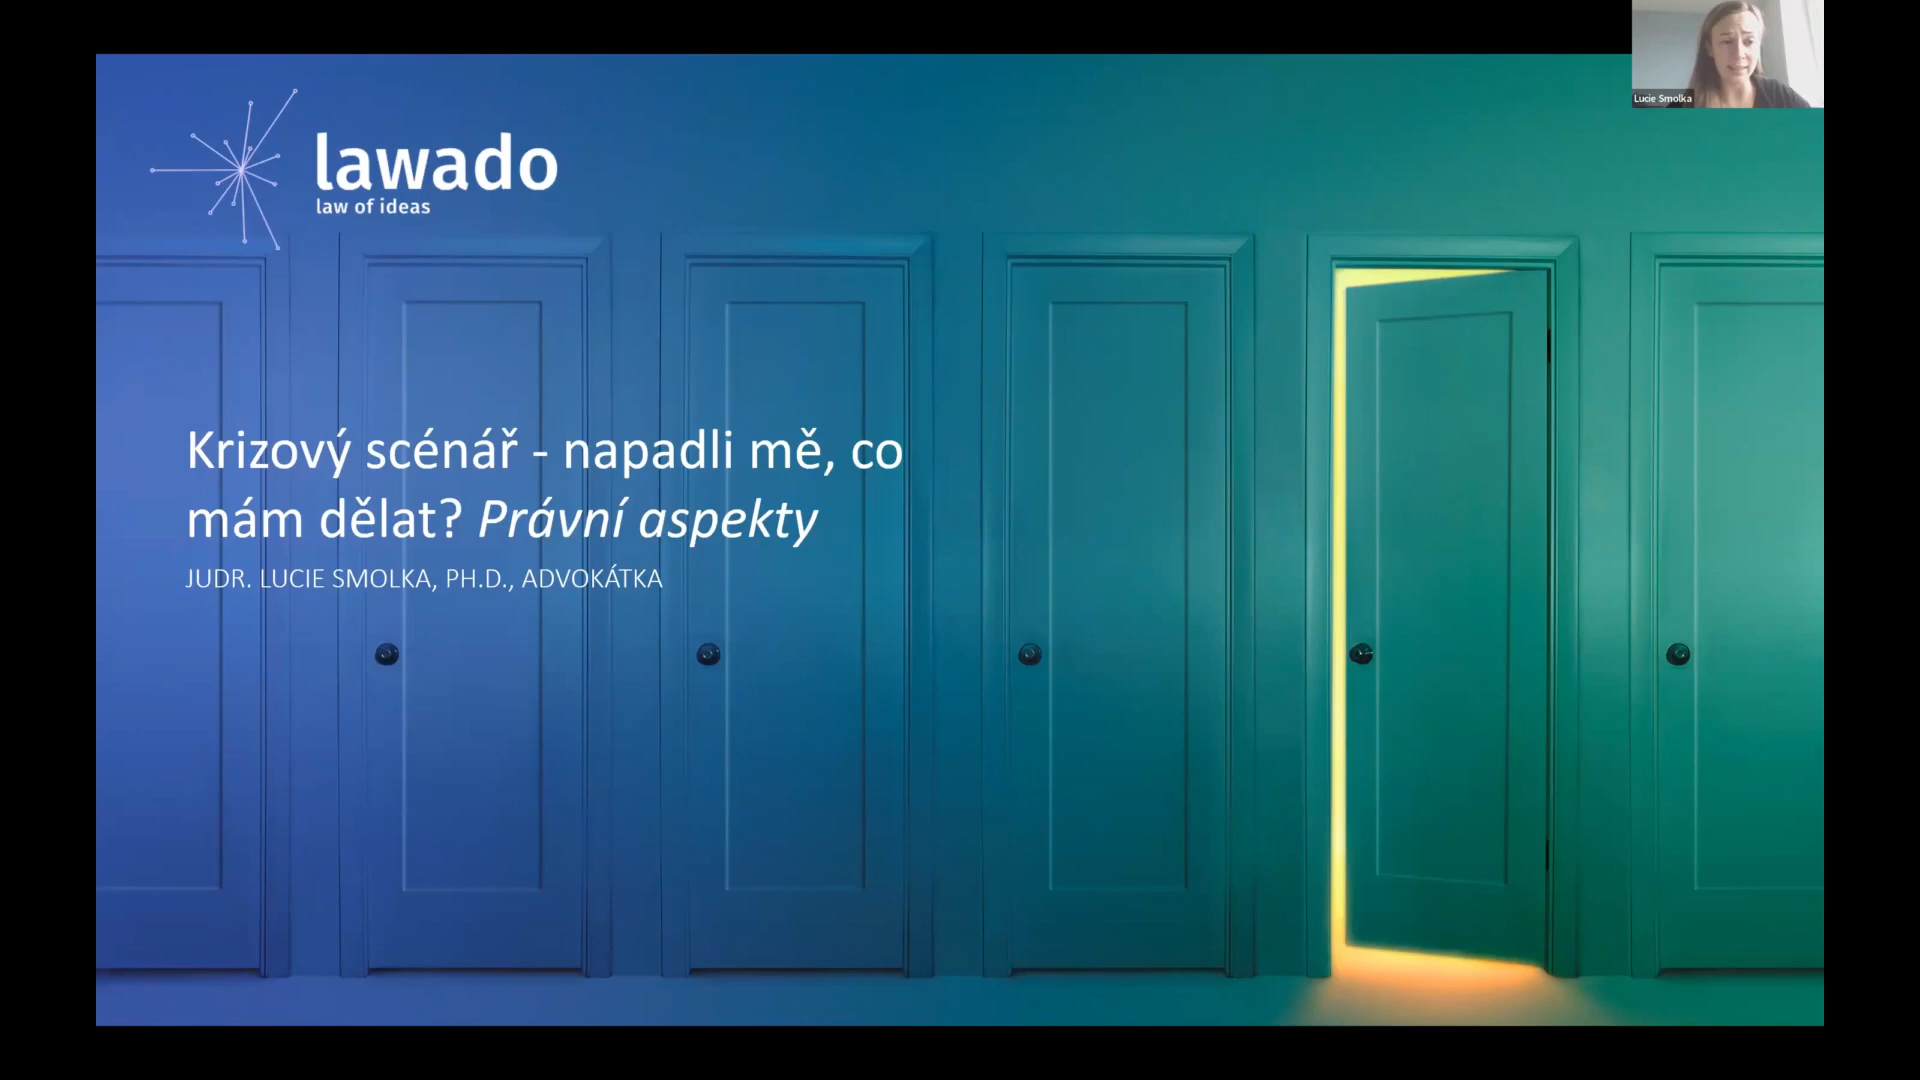 Lucie Smolka
lawado
law of ideas
Krizový scénář - napadli mě, co
mám dělat? Právní aspekty
JUDR. LUCIE SMOLKA, PH.D., ADVOKÁTKA